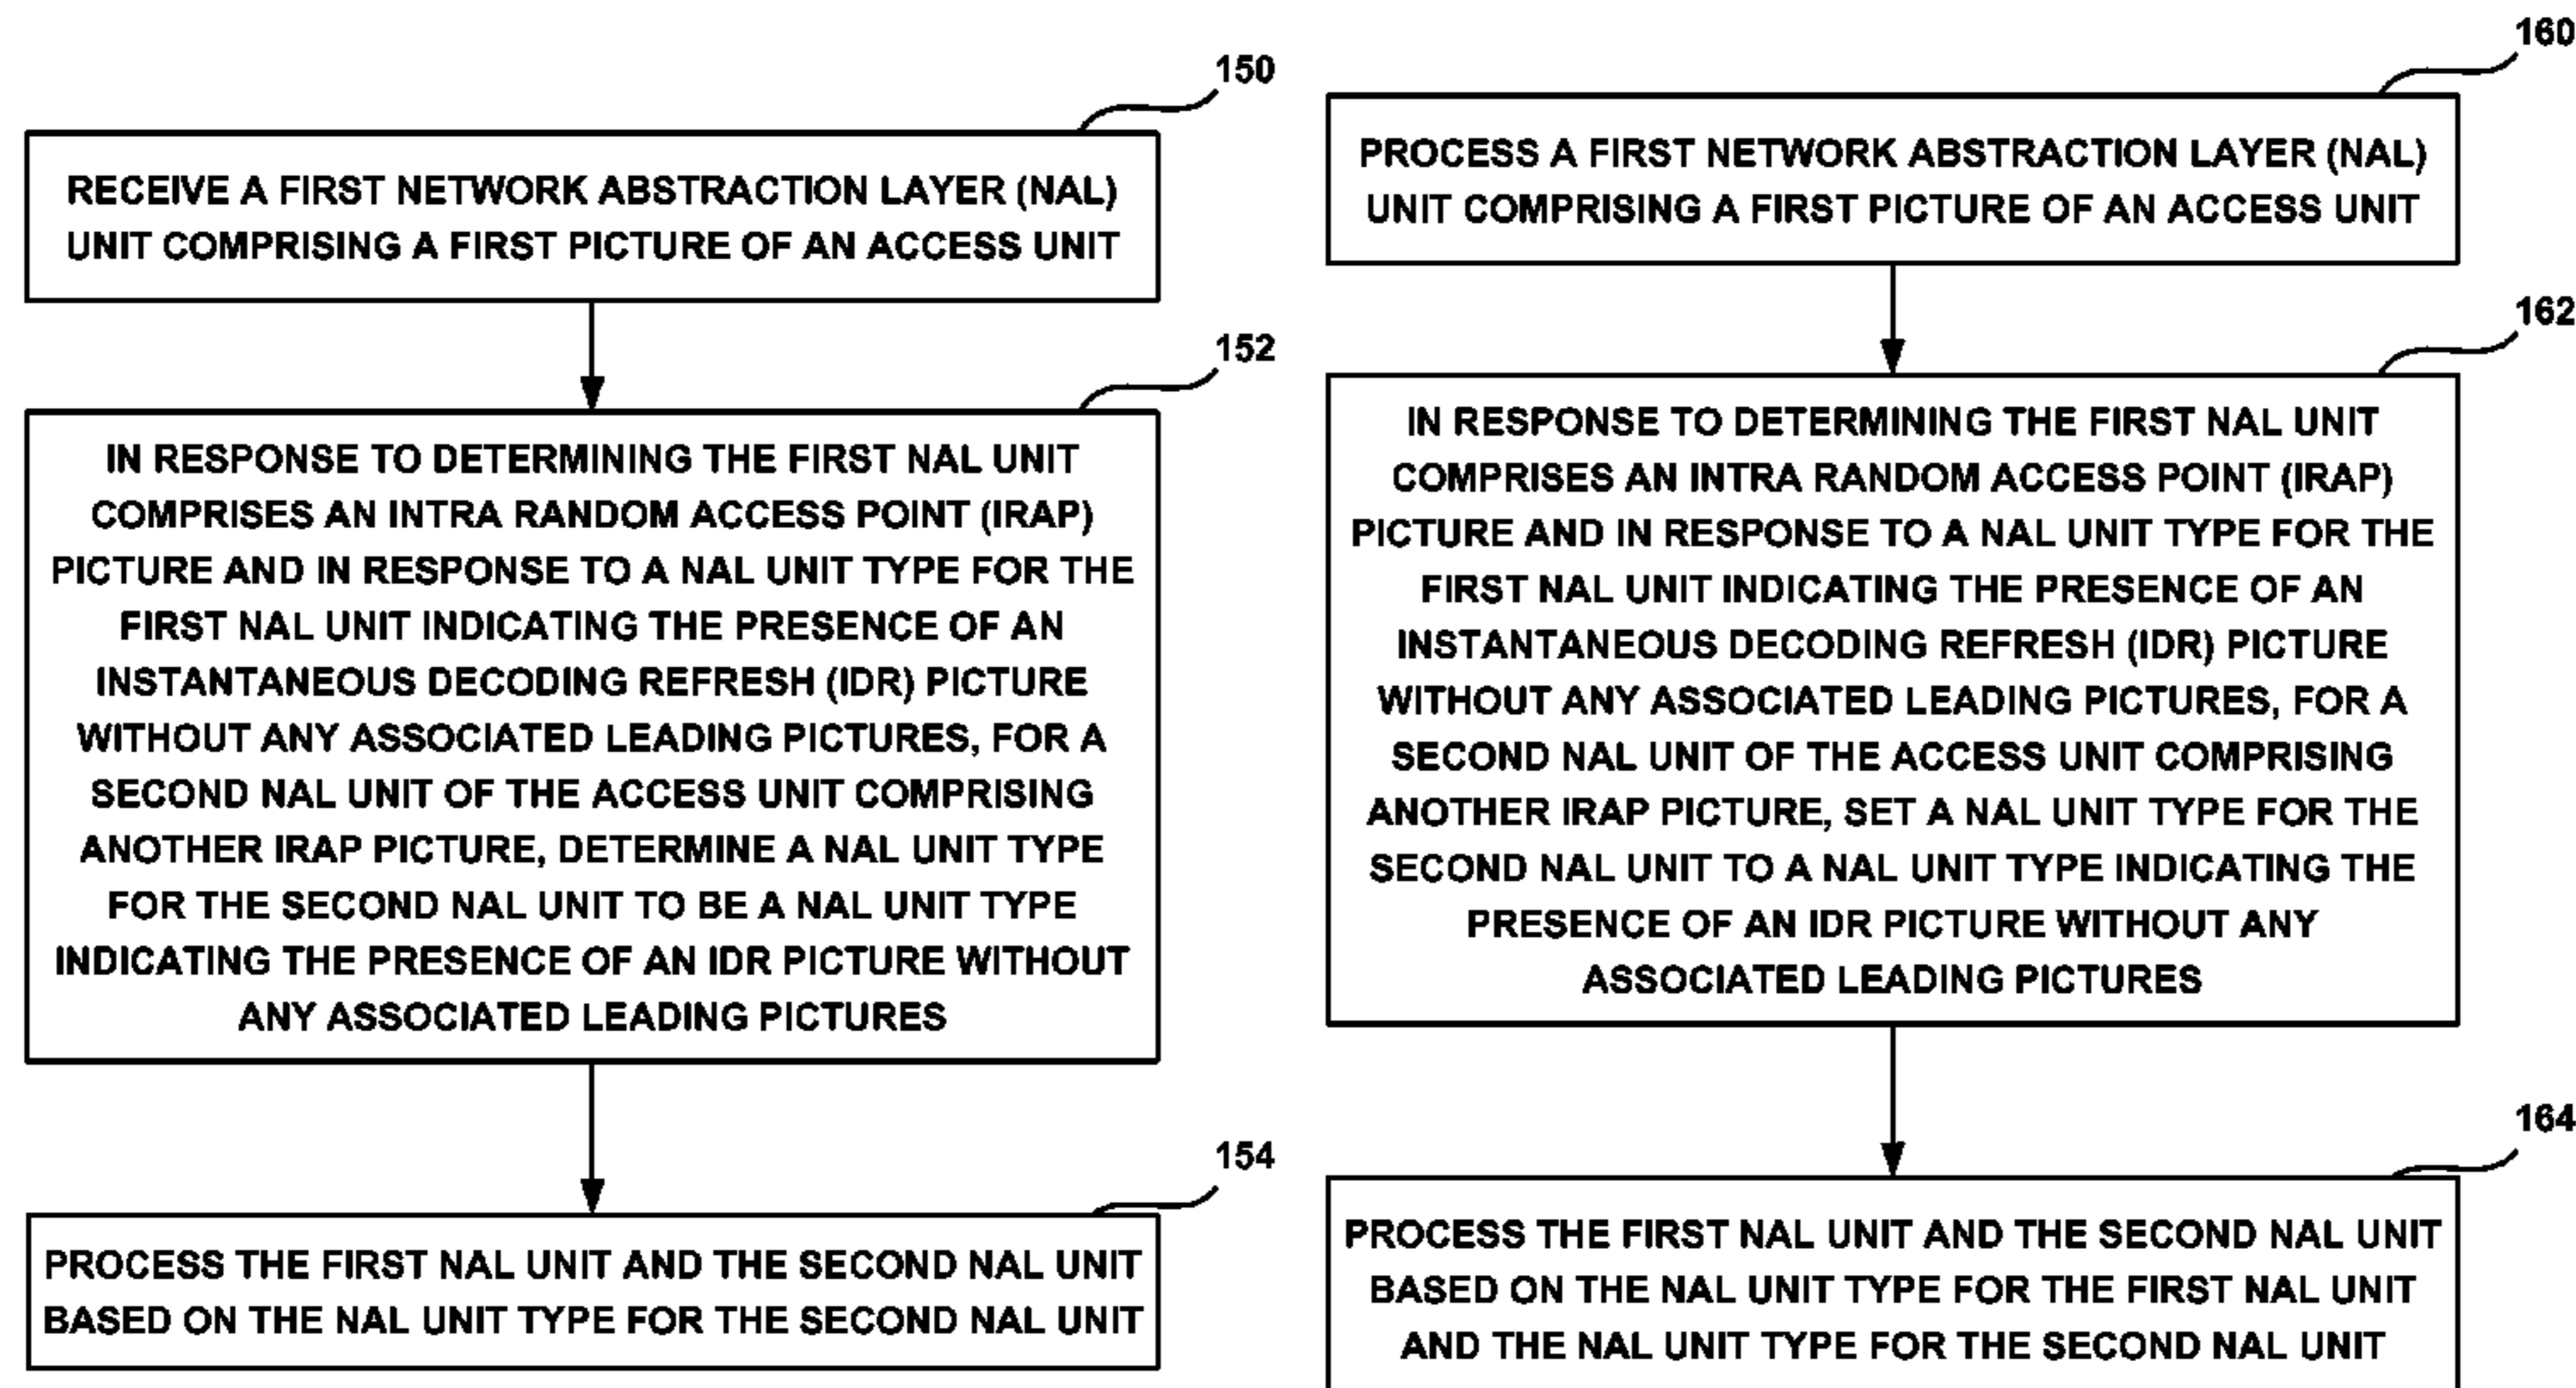 150
RECEIVE A FIRST NETWORK ABSTRACTION LAYER (NAL)
UNIT COMPRISING A FIRST PICTURE OF AN ACCESS UNIT
152
IN RESPONSE TO DETERMINING THE FIRST NAL UNIT
COMPRISES AN INTRA RANDOM ACCESS POINT (IRAP)
PICTURE AND IN RESPONSE TO A NAL UNIT TYPE FOR THE
FIRST NAL UNIT INDICATING THE PRESENCE OF AN
INSTANTANEOUS DECODING REFRESH (IDR) PICTURE
WITHOUT ANY ASSOCIATED LEADING PICTURES, FOR A
SECOND NAL UNIT OF THE ACCESS UNIT COMPRISING
ANOTHER IRAP PICTURE, DETERMINE A NAL UNIT TYPE
FOR THE SECOND NAL UNIT TO BE A NAL UNIT TYPE
INDICATING THE PRESENCE OF AN IDR PICTURE WITHOUT
ANY ASSOCIATED LEADING PICTURES
154
PROCESS THE FIRST NAL UNIT AND THE SECOND NAL UNIT
BASED ON THE NAL UNIT TYPE FOR THE SECOND NAL UNIT
160
PROCESS A FIRST NETWORK ABSTRACTION LAYER (NAL)
UNIT COMPRISING A FIRST PICTURE OF AN ACCESS UNIT
162
IN RESPONSE TO DETERMINING THE FIRST NAL UNIT
COMPRISES AN INTRA RANDOM ACCESS POINT (IRAP)
PICTURE AND IN RESPONSE TO A NAL UNIT TYPE FOR THE
FIRST NAL UNIT INDICATING THE PRESENCE OF AN
INSTANTANEOUS DECODING REFRESH (IDR) PICTURE
WITHOUT ANY ASSOCIATED LEADING PICTURES, FOR A
SECOND NAL UNIT OF THE ACCESS UNIT COMPRISING
ANOTHER IRAP PICTURE, SET A NAL UNIT TYPE FOR THE
SECOND NAL UNIT TO A NAL UNIT TYPE INDICATING THE
PRESENCE OF AN IDR PICTURE WITHOUT ANY
ASSOCIATED LEADING PICTURES
164
PROCESS THE FIRST NAL UNIT AND THE SECOND NAL UNIT
BASED ON THE NAL UNIT TYPE FOR THE FIRST NAL UNIT
AND THE NAL UNIT TYPE FOR THE SECOND NAL UNIT